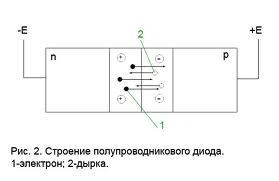 2
-E
+E
n
p
+
-
+
-
1
Рис. 2. Строение полупроводникового диода.
1-электрон; 2-дырка.